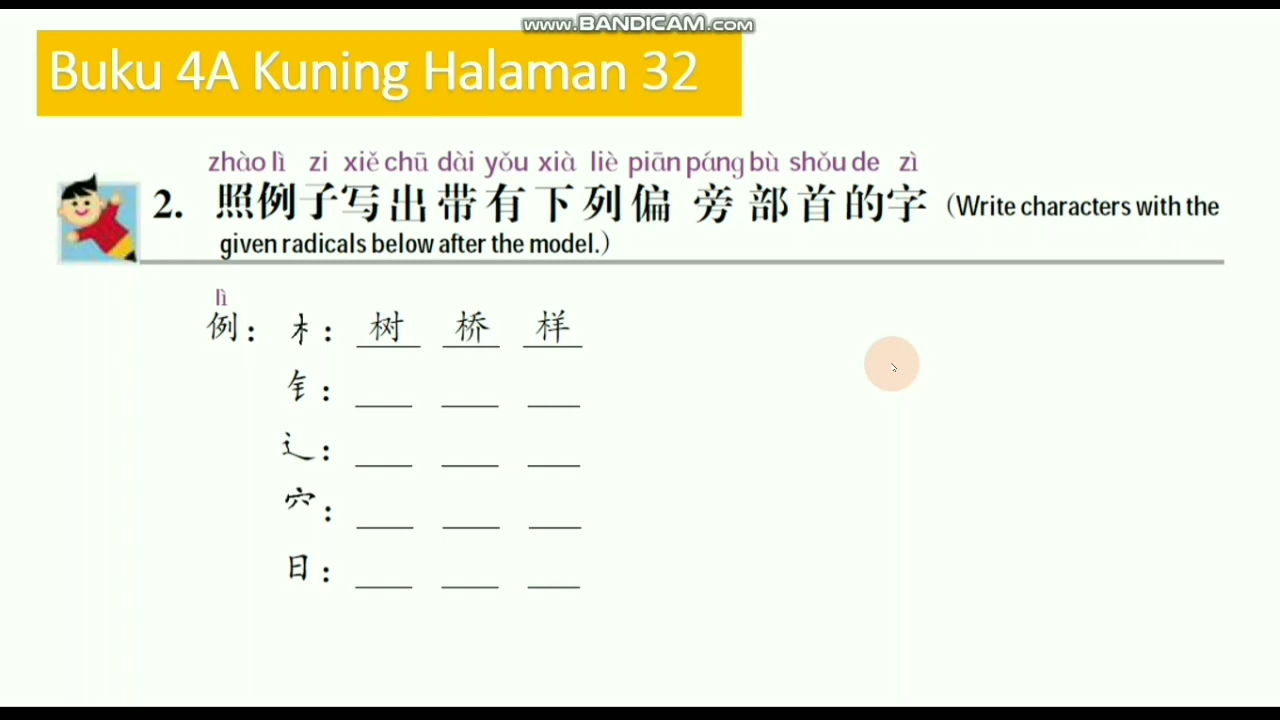 www.BANDICAM.com
Buku 4A Kuning Halaman 32
zhào lì zi xiě chū dài yǒu xià liè piān páng bù shǒu de zì
2. 照例子写出带有下列偏旁部首的字（Write characters with the
given radicals below after the model.）
lì
例：木：树 桥 样
钅：
辶：
穴：
日：